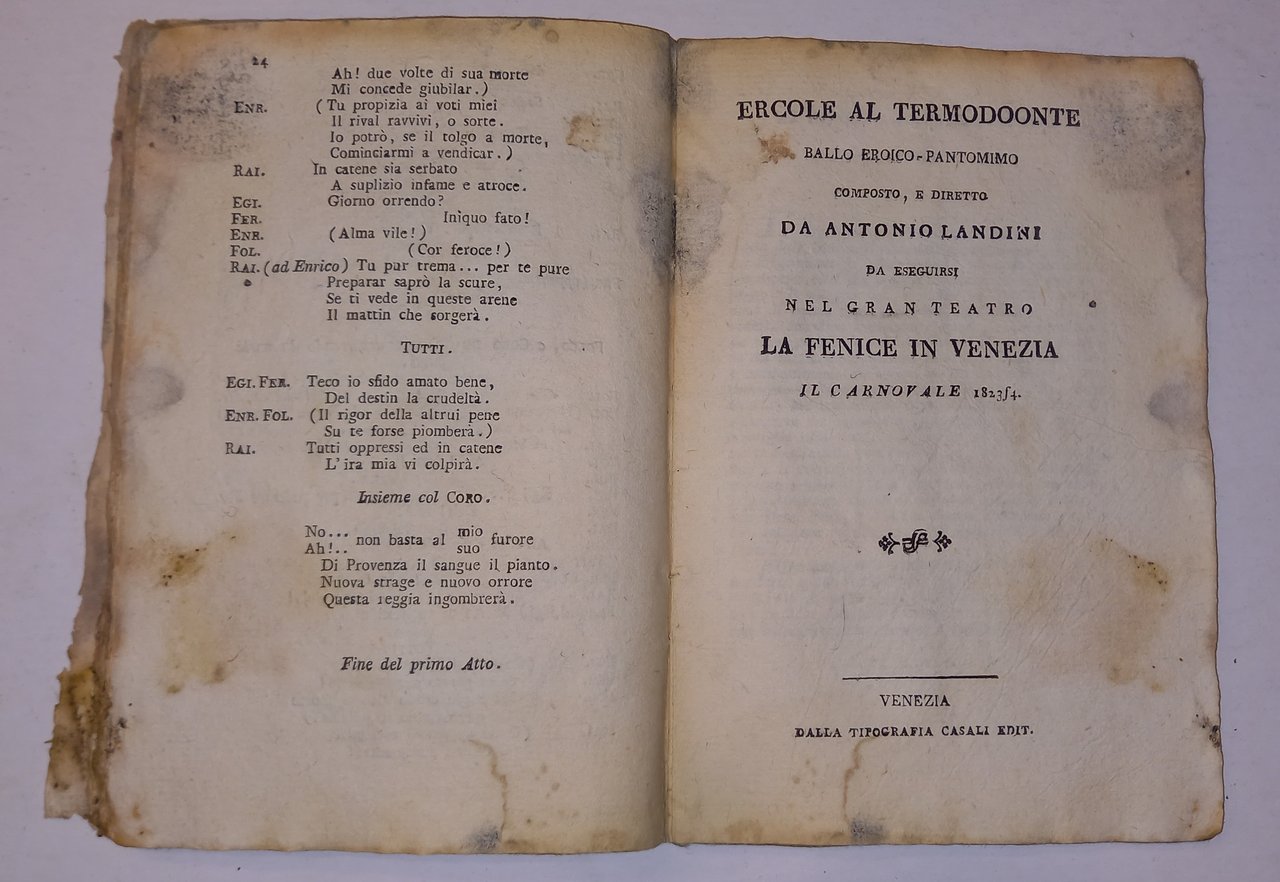 24
Ah! due volte di sua morte
Mi concede giubilar.)
ENR. (Tu propizia ai voti miei
Il rival ravvivi, o sorte.
Io potrò, se il tolgo a morte,
Cominciarmi a vendicar.)
RAI. In catene sia serbato
A suplizio infame e atroce.
EGI. Giorno orrendo?
FER. Iniquo fato!
ENR. (Alma vile!)
FOL. (Cor feroce!)
RAI. (ad Enrico) Tu pur trema... per te pure
Preparar saprò la scure,
Se ti vede in queste arene
Il mattin che sorgerà.
TUTTI.
EGI. FER. Teco io sfido amato bene,
Del destin la crudeltà.
ENR. FOL. (Il rigor della altrui pene
Su te forse piomberà.)
RAI. Tutti oppressi ed in catene
L'ira mia vi colpirà.
Insieme col CORO.
No... non basta al mio furore
Ah!.. suo
Di Provenza il sangue il pianto.
Nuova strage e nuovo orrore
Questa reggia ingombrerà.
Fine del primo Atto.
ERCOLE AL TERMODOONTE
BALLO EROICO-PANTOMIMO
COMPOSTO, E DIRETTO
DA ANTONIO LANDINI
DA ESEGUIRSI
NEL GRAN TEATRO
LA FENICE IN VENEZIA
IL CARNOVALE 1823/4.
VENEZIA
DALLA TIPOGRAFIA CASALI EDIT.